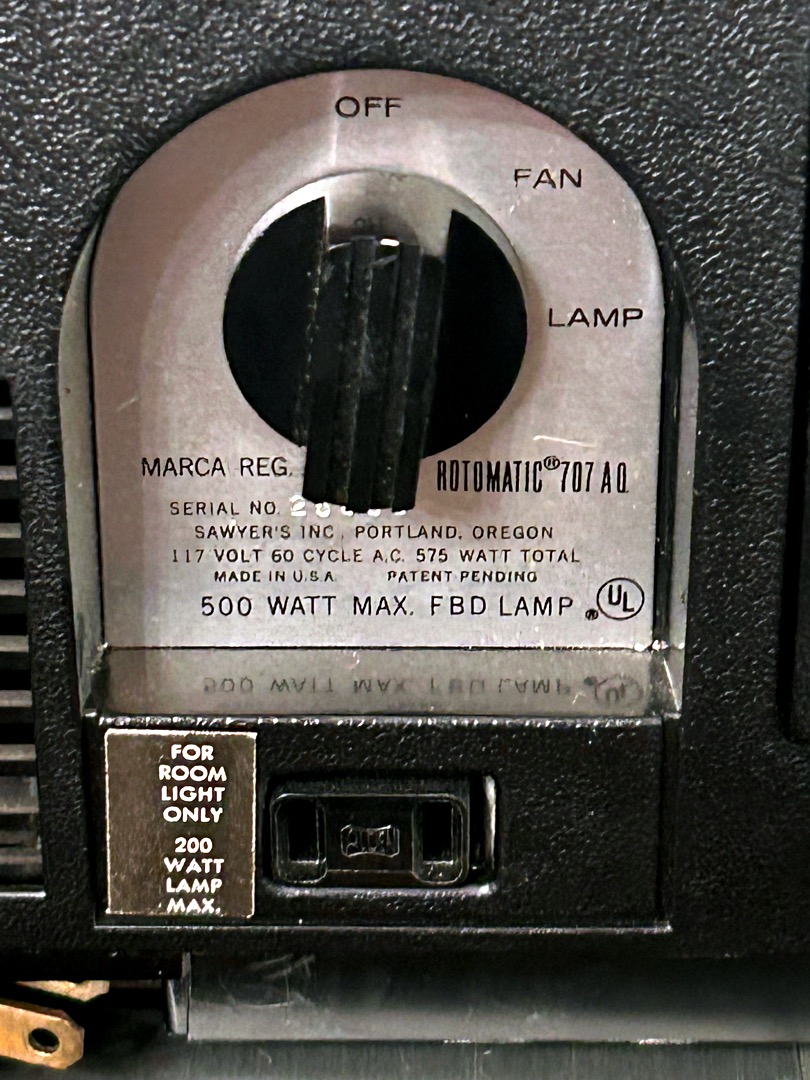 OFF
FAN
LAMP
MARCA REG. ROTOMATIC® 707 AQ
SERIAL NO.
SAWYER'S INC. PORTLAND, OREGON
117 VOLT 60 CYCLE A.C. 575 WATT TOTAL
MADE IN U.S.A. PATENT PENDING
500 WATT MAX. FBD LAMP ® UL
FOR
ROOM
LIGHT
ONLY
200
WATT
LAMP
MAX.